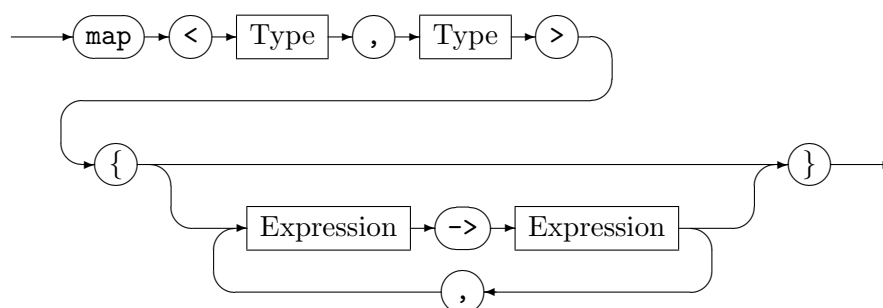 map < Type , Type >
{ }
Expression -> Expression
,